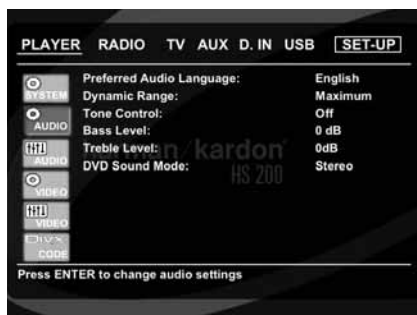 PLAYER RADIO TV AUX D. IN USB SET-UP
SYSTEM
AUDIO
AUDIO
VIDEO
VIDEO
DivX
CODE
Preferred Audio Language: English
Dynamic Range: Maximum
Tone Control: Off
Bass Level: 0 dB
Treble Level: 0dB
DVD Sound Mode: Stereo
harman/kardon
HS 200
Press ENTER to change audio settings